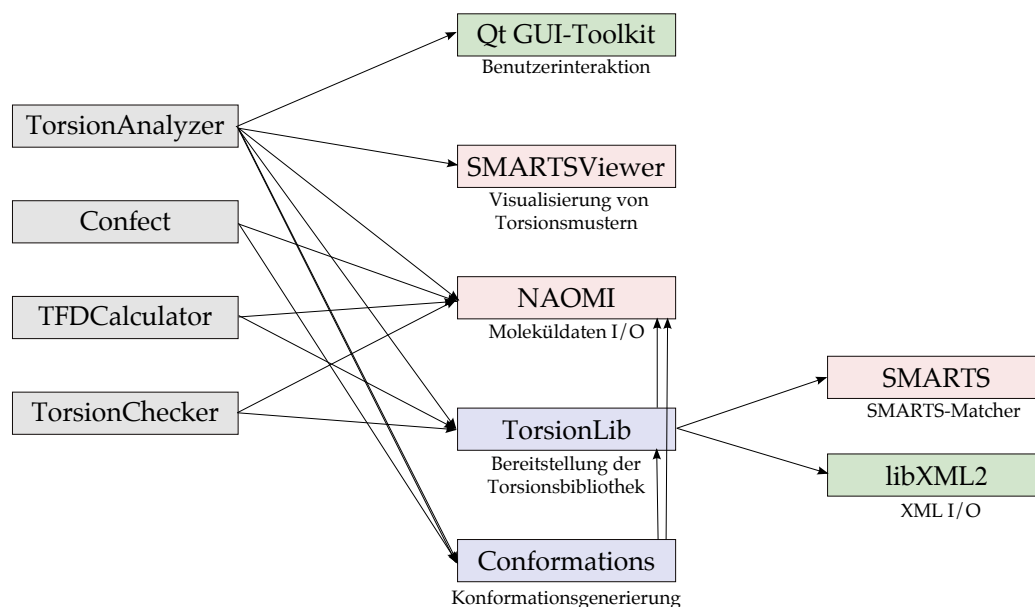 Qt GUI-Toolkit
Benutzerinteraktion
TorsionAnalyzer
SMARTSViewer
Visualisierung von
Torsionsmustern
Confect
NAOMI
Moleküldaten I/O
TFDCalculator
SMARTS
SMARTS-Matcher
TorsionChecker
TorsionLib
Bereitstellung der
Torsionsbibliothek
libXML2
XML I/O
Conformations
Konformationsgenerierung